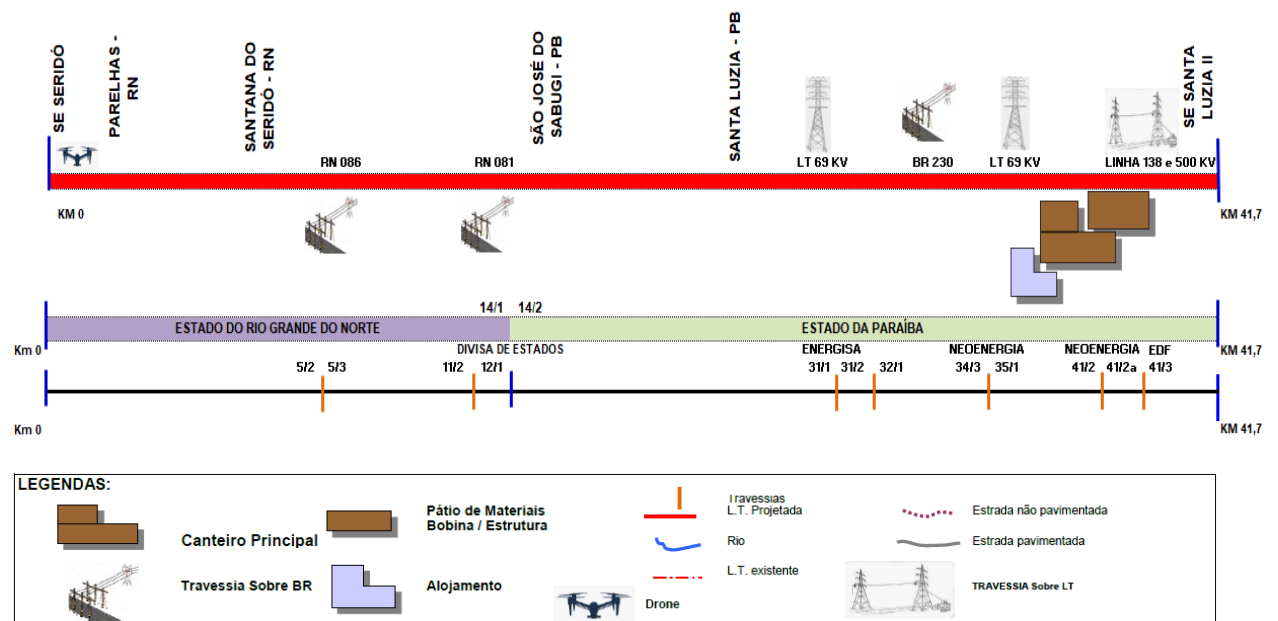 SE SERIDÓ
PARELHAS -
RN
SANTANA DO
SERIDÓ - RN
SÃO JOSÉ DO
SABUGI - PB
SANTA LUZIA - PB
SE SANTA
LUZIA II
RN 086
RN 081
LT 69 KV
BR 230
LT 69 KV
LINHA 138 e 500 KV
KM 0
KM 41,7
14/1
14/2
ESTADO DO RIO GRANDE DO NORTE
ESTADO DA PARAÍBA
Km 0
KM 41,7
DIVISA DE ESTADOS
ENERGISA
NEOENERGIA
NEOENERGIA
EDF
5/2
5/3
11/2
12/1
31/1
31/2
32/1
34/3
35/1
41/2
41/2a
41/3
Km 0
KM 41,7
LEGENDAS:
Canteiro Principal
Travessia Sobre BR
Pátio de Materiais
Bobina / Estrutura
Alojamento
Drone
Travessias
L.T. Projetada
Rio
L.T. existente
Estrada não pavimentada
Estrada pavimentada
TRAVESSIA Sobre LT